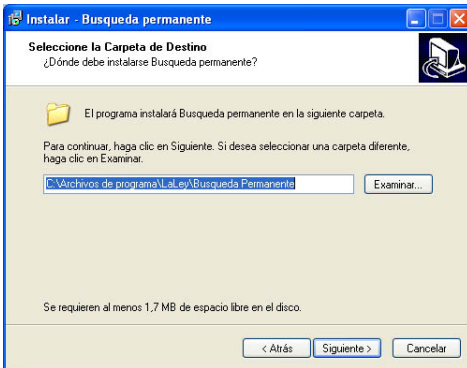 Instalar - Busqueda permanente
Seleccione la Carpeta de Destino
¿Dónde debe instalarse Busqueda permanente?
El programa instalará Busqueda permanente en la siguiente carpeta.
Para continuar, haga clic en Siguiente. Si desea seleccionar una carpeta diferente,
haga clic en Examinar.
C:\Archivos de programa\LaLey\Busqueda Permanente
Examinar...
Se requieren al menos 1,7 MB de espacio libre en el disco.
< Atrás Siguiente > Cancelar